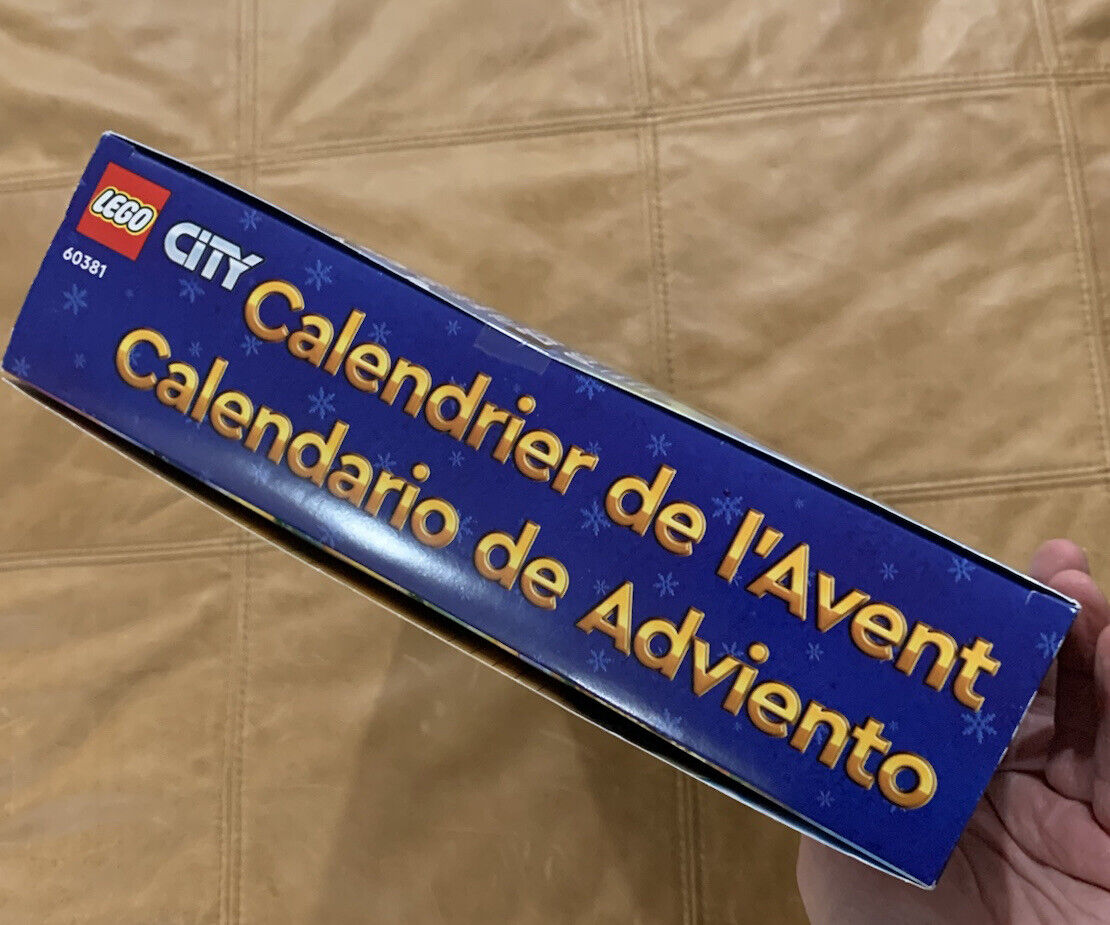 LEGO
CITY
60381
Calendrier de l'Avent
Calendario de Adviento